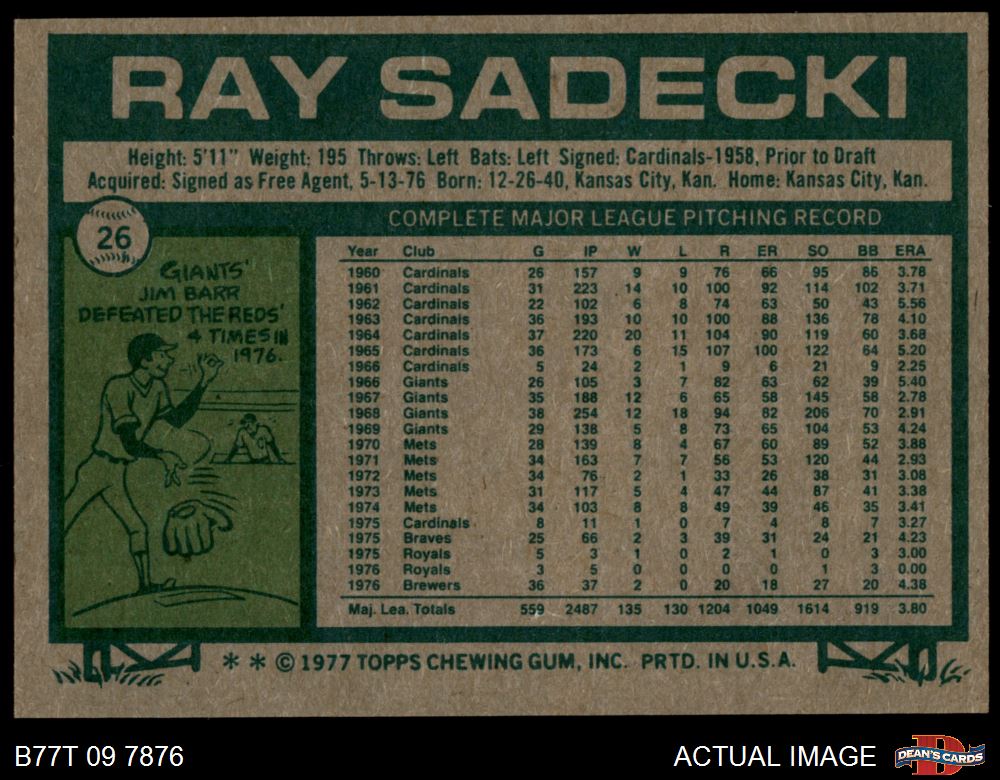 RAY SADECKI
Height: 5'11" Weight: 195 Throws: Left Bats: Left Signed: Cardinals-1958, Prior to Draft
Acquired: Signed as Free Agent, 5-13-76 Born: 12-26-40, Kansas City, Kan. Home: Kansas City, Kan.
26
GIANTS'
JIM BARR
DEFEATED THE REDS'
4 TIMES IN
1976.
COMPLETE MAJOR LEAGUE PITCHING RECORD
Year Club G IP W L R ER SO BB ERA
1960 Cardinals 26 157 9 9 76 66 95 86 3.78
1961 Cardinals 31 223 14 10 100 92 114 102 3.71
1962 Cardinals 22 102 6 8 74 63 50 43 5.56
1963 Cardinals 36 193 10 10 100 88 136 78 4.10
1964 Cardinals 37 220 20 11 104 90 119 60 3.68
1965 Cardinals 36 173 6 15 107 100 122 64 5.20
1966 Cardinals 5 24 2 1 9 6 21 9 2.25
1966 Giants 26 105 3 7 82 63 62 39 5.40
1967 Giants 35 188 12 6 65 58 145 58 2.78
1968 Giants 38 254 12 18 94 82 206 70 2.91
1969 Giants 29 138 5 8 73 65 104 53 4.24
1970 Mets 28 139 8 4 67 60 89 52 3.88
1971 Mets 34 163 7 7 56 53 120 44 2.93
1972 Mets 34 76 2 1 33 26 38 31 3.08
1973 Mets 31 117 5 4 47 44 87 41 3.38
1974 Mets 34 103 8 8 49 39 46 35 3.41
1975 Cardinals 8 11 1 0 7 4 8 7 3.27
1975 Braves 25 66 2 3 39 31 24 21 4.23
1975 Royals 5 3 1 0 2 1 0 3 3.00
1976 Royals 3 5 0 0 0 0 1 3 0.00
1976 Brewers 36 37 2 0 20 18 27 20 4.38
Maj. Lea. Totals 559 2487 135 130 1204 1049 1614 919 3.80
* * © 1977 TOPPS CHEWING GUM, INC. PRTD. IN U.S.A.
B77T 09 7876
ACTUAL IMAGE
D
DEAN'S CARDS